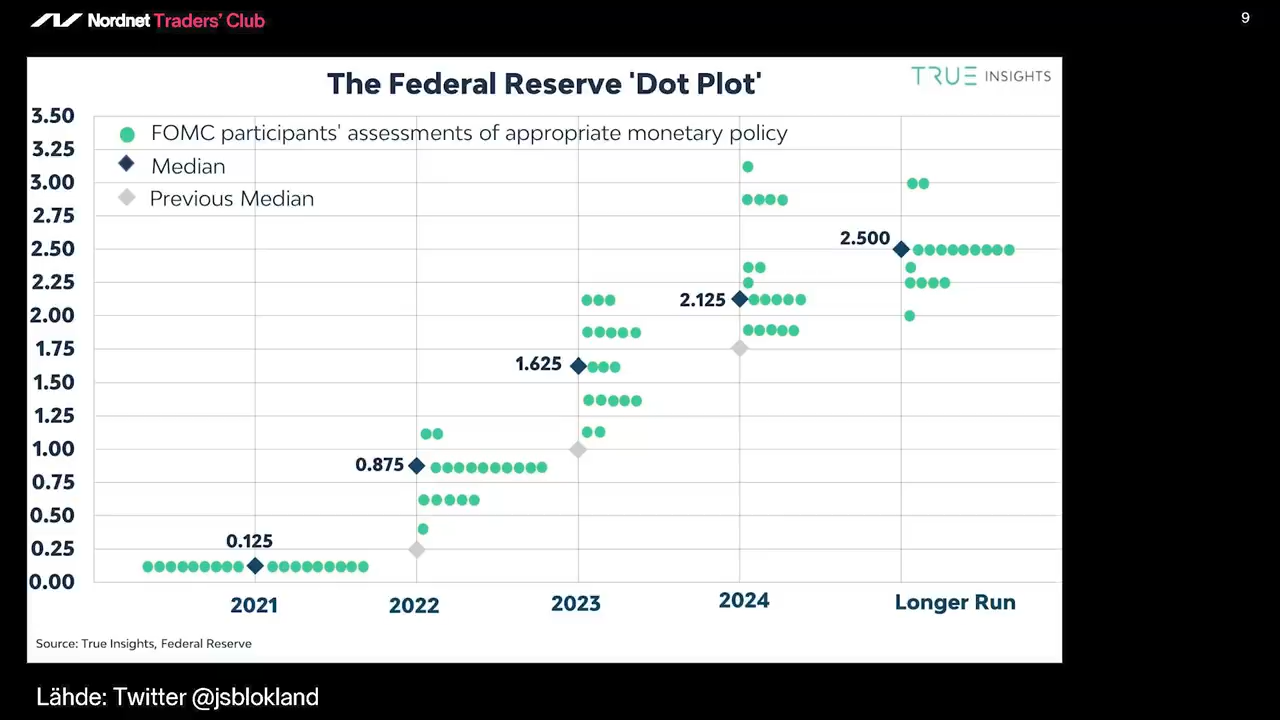 Nordnet Traders' Club
9
The Federal Reserve 'Dot Plot'
TRUE INSIGHTS
3.50
3.25
3.00
2.75
2.50
2.25
2.00
1.75
1.50
1.25
1.00
0.75
0.50
0.25
0.00
FOMC participants' assessments of appropriate monetary policy
Median
Previous Median
0.125
0.875
1.625
2.125
2.500
2021
2022
2023
2024
Longer Run
Source: True Insights, Federal Reserve
Lähde: Twitter @jsblokland